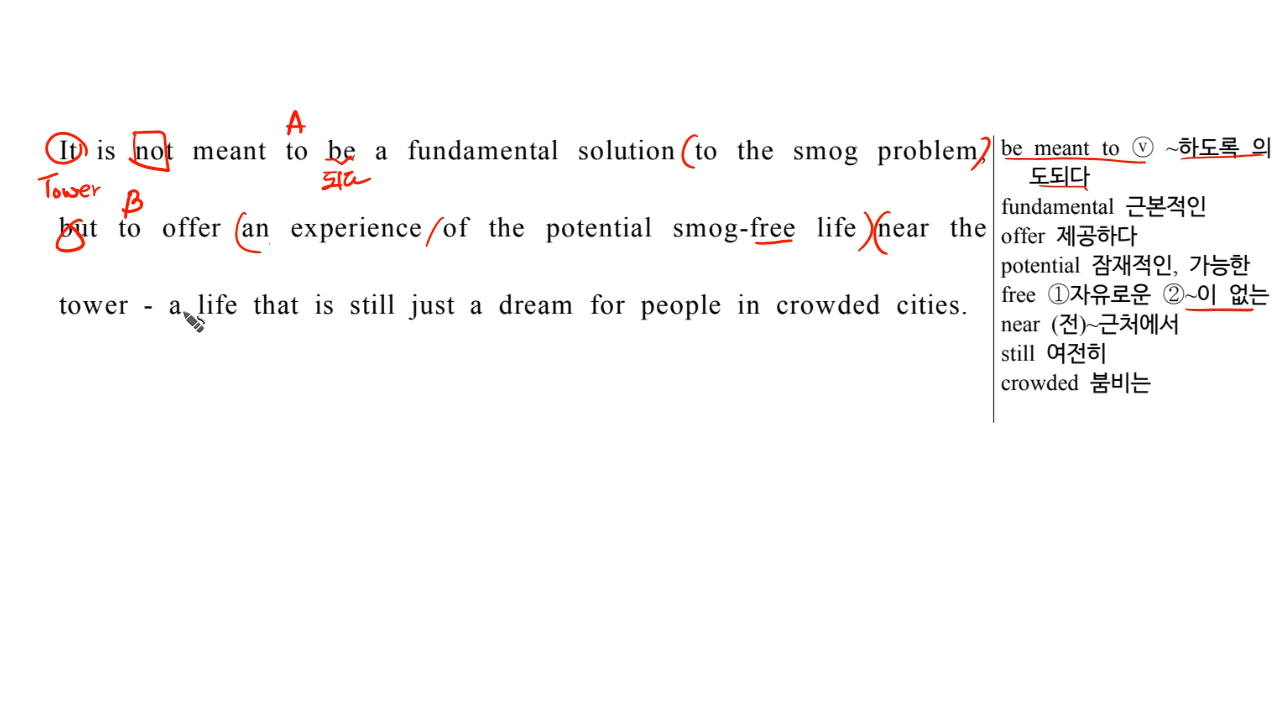 A
It is not meant to be a fundamental solution (to the smog problem,)
Tower
되다
B
but to offer (an experience / of the potential smog-free life) (near the
tower - a life that is still just a dream for people in crowded cities.
be meant to ⓥ ~하도록 의
도되다
fundamental 근본적인
offer 제공하다
potential 잠재적인, 가능한
free ①자유로운 ②~이 없는
near (전)~근처에서
still 여전히
crowded 붐비는